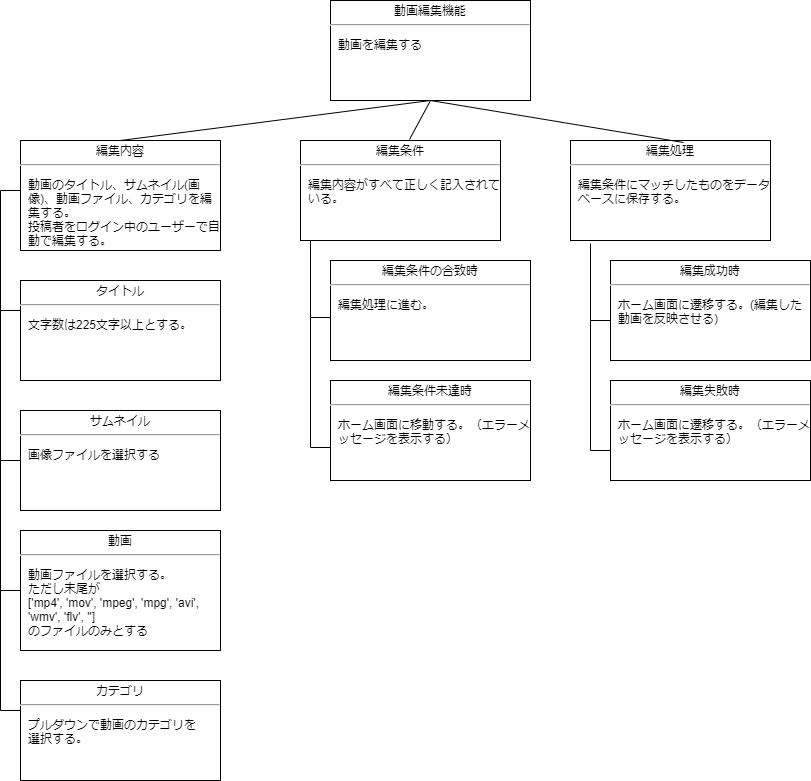 動画編集機能
動画を編集する
編集内容
動画のタイトル、サムネイル(画
像)、動画ファイル、カテゴリを編
集する。
投稿者をログイン中のユーザーで自
動で編集する。
タイトル
文字数は225文字以上とする。
サムネイル
画像ファイルを選択する
動画
動画ファイルを選択する。
ただし末尾が
['mp4', 'mov', 'mpeg', 'mpg', 'avi',
'wmv', 'flv', '']
のファイルのみとする
カテゴリ
プルダウンで動画のカテゴリを
選択する。
編集条件
編集内容がすべて正しく記入されて
いる。
編集条件の合致時
編集処理に進む。
編集条件未達時
ホーム画面に移動する。（エラーメ
ッセージを表示する）
編集処理
編集条件にマッチしたものをデータ
ベースに保存する。
編集成功時
ホーム画面に遷移する。(編集した
動画を反映させる)
編集失敗時
ホーム画面に遷移する。（エラーメ
ッセージを表示する）